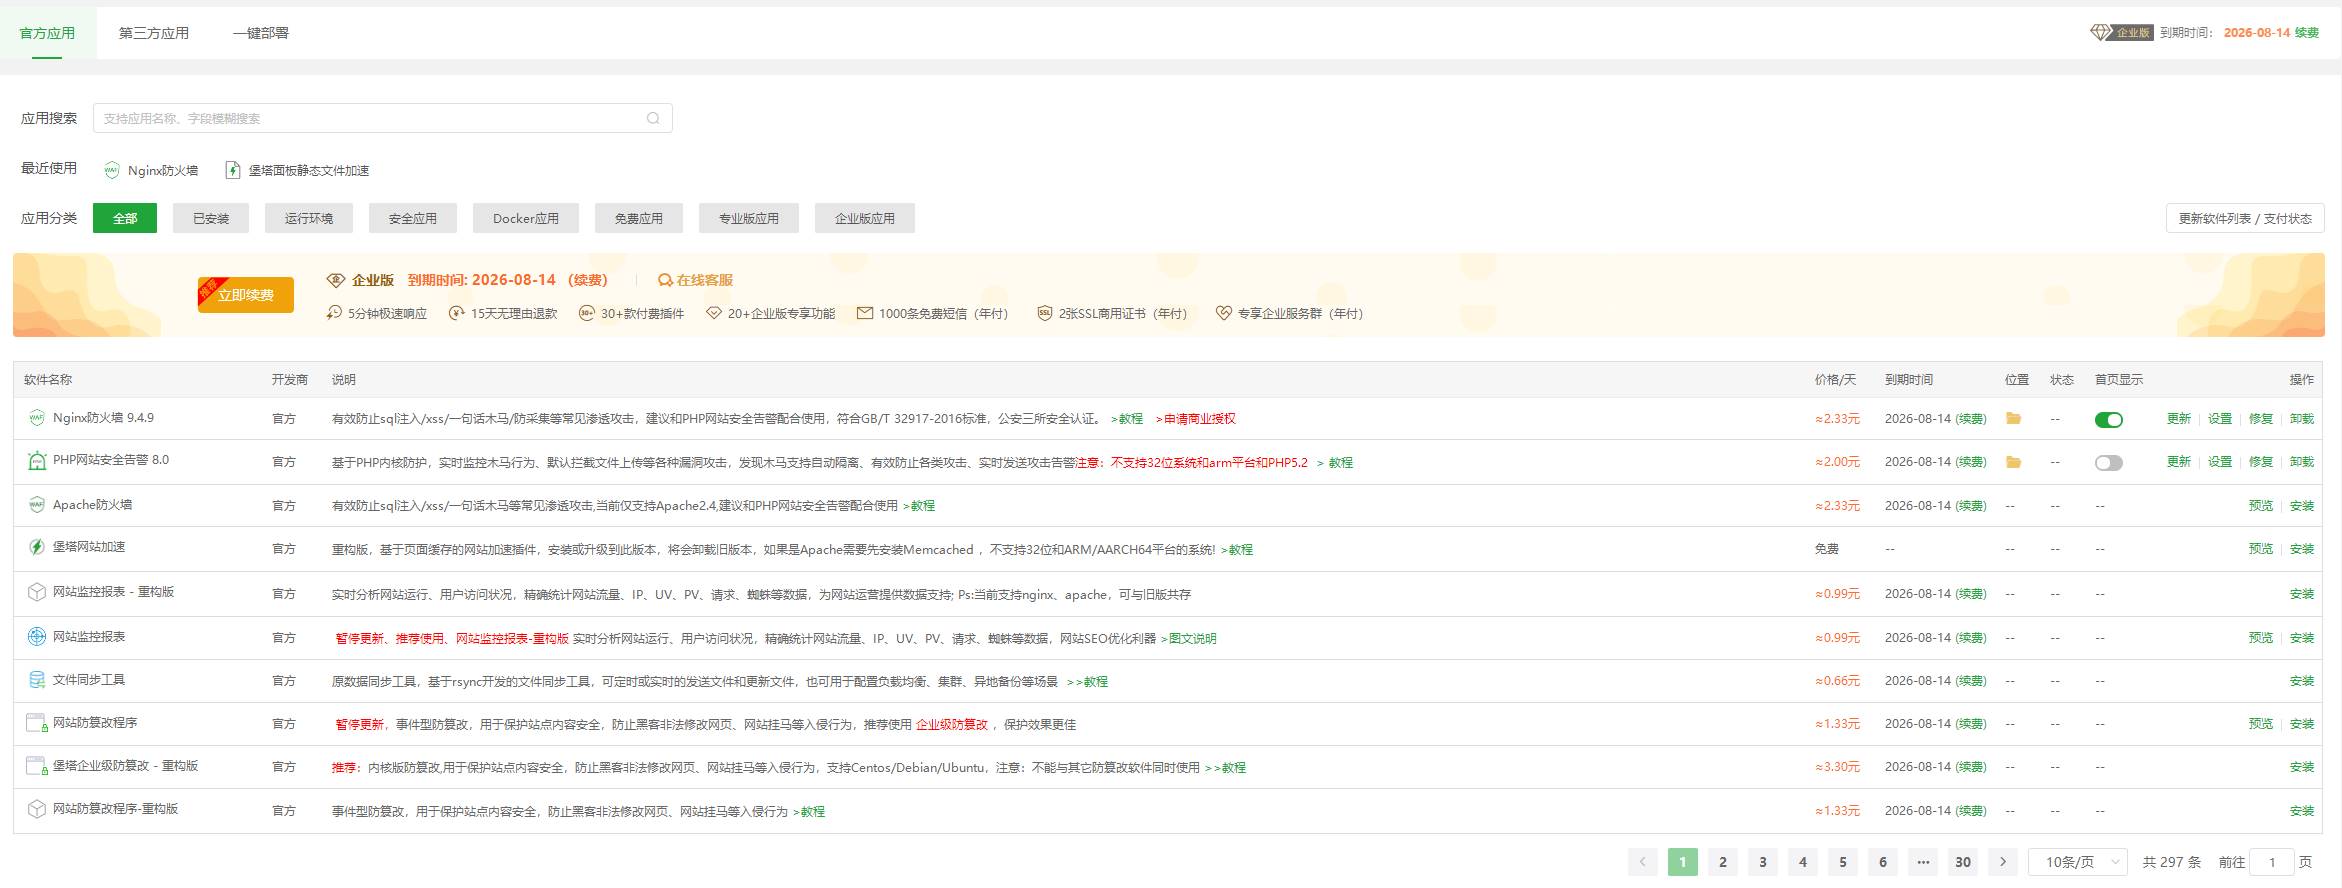 官方应用 第三方应用 一键部署 企业版 到期时间： 2026-08-14 续费
应用搜索 支持应用名称、字段模糊搜索
最近使用 Nginx防火墙 堡塔面板静态文件加速
应用分类 全部 已安装 运行环境 安全应用 Docker应用 免费应用 专业版应用 企业版应用 更新软件列表 / 支付状态
推荐 立即续费 企业版 到期时间: 2026-08-14 （续费） 在线客服
5分钟极速响应 15天无理由退款 30+款付费插件 20+企业版专享功能 1000条免费短信（年付） 2张SSL商用证书（年付） 专享企业服务群（年付）
软件名称 开发商 说明 价格/天 到期时间 位置 状态 首页显示 操作
Nginx防火墙 9.4.9 官方 有效防止sql注入/xss/一句话木马/防采集等常见渗透攻击，建议和PHP网站安全告警配合使用，符合GB/T 32917-2016标准，公安三所安全认证。 >教程 >申请商业授权 ≈2.33元 2026-08-14 (续费) -- 更新 | 设置 | 修复 | 卸载
PHP网站安全告警 8.0 官方 基于PHP内核防护，实时监控木马行为、默认拦截文件上传等各种漏洞攻击，发现木马支持自动隔离、有效防止各类攻击、实时发送攻击告警注意：不支持32位系统和arm平台和PHP5.2 > 教程 ≈2.00元 2026-08-14 (续费) -- 更新 | 设置 | 修复 | 卸载
Apache防火墙 官方 有效防止sql注入/xss/一句话木马等常见渗透攻击,当前仅支持Apache2.4,建议和PHP网站安全告警配合使用 >教程 ≈2.33元 2026-08-14 (续费) -- -- -- 预览 | 安装
堡塔网站加速 官方 重构版，基于页面缓存的网站加速插件，安装或升级到此版本，将会卸载旧版本，如果是Apache需要先安装Memcached ，不支持32位和ARM/AARCH64平台的系统! >教程 免费 -- -- -- -- 预览 | 安装
网站监控报表 - 重构版 官方 实时分析网站运行、用户访问状况，精确统计网站流量、IP、UV、PV、请求、蜘蛛等数据，为网站运营提供数据支持; Ps:当前支持nginx、apache，可与旧版共存 ≈0.99元 2026-08-14 (续费) -- -- -- 安装
网站监控报表 官方 暂停更新、推荐使用、网站监控报表-重构版 实时分析网站运行、用户访问状况，精确统计网站流量、IP、UV、PV、请求、蜘蛛等数据，网站SEO优化利器 >图文说明 ≈0.99元 2026-08-14 (续费) -- -- -- 预览 | 安装
文件同步工具 官方 原数据同步工具，基于rsync开发的文件同步工具，可定时或实时的发送文件和更新文件，也可用于配置负载均衡、集群、异地备份等场景 >>教程 ≈0.66元 2026-08-14 (续费) -- -- -- 安装
网站防篡改程序 官方 暂停更新，事件型防篡改，用于保护站点内容安全，防止黑客非法修改网页、网站挂马等入侵行为，推荐使用 企业级防篡改 ，保护效果更佳 ≈1.33元 2026-08-14 (续费) -- -- -- 预览 | 安装
堡塔企业级防篡改 - 重构版 官方 推荐：内核版防篡改,用于保护站点内容安全，防止黑客非法修改网页、网站挂马等入侵行为，支持Centos/Debian/Ubuntu，注意：不能与其它防篡改软件同时使用 >>教程 ≈3.30元 2026-08-14 (续费) -- -- -- 安装
网站防篡改程序-重构版 官方 事件型防篡改，用于保护站点内容安全，防止黑客非法修改网页、网站挂马等入侵行为 >教程 ≈1.33元 2026-08-14 (续费) -- -- -- 安装
1 2 3 4 5 6 ··· 30 10条/页 共 297 条 前往 1 页